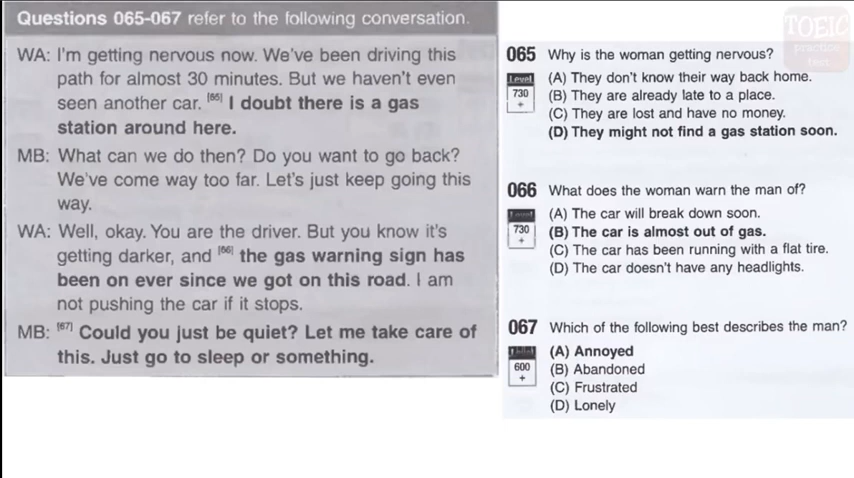 Questions 065-067 refer to the following conversation.
WA: I'm getting nervous now. We've been driving this
path for almost 30 minutes. But we haven't even
seen another car. [65] I doubt there is a gas
station around here.
MB: What can we do then? Do you want to go back?
We've come way too far. Let's just keep going this
way.
WA: Well, okay. You are the driver. But you know it's
getting darker, and [66] the gas warning sign has
been on ever since we got on this road. I am
not pushing the car if it stops.
MB: [67] Could you just be quiet? Let me take care of
this. Just go to sleep or something.
TOEIC
practice
test
065 Why is the woman getting nervous?
Level
730
+
(A) They don't know their way back home.
(B) They are already late to a place.
(C) They are lost and have no money.
(D) They might not find a gas station soon.
066 What does the woman warn the man of?
Level
730
+
(A) The car will break down soon.
(B) The car is almost out of gas.
(C) The car has been running with a flat tire.
(D) The car doesn't have any headlights.
067 Which of the following best describes the man?
600
+
(A) Annoyed
(B) Abandoned
(C) Frustrated
(D) Lonely